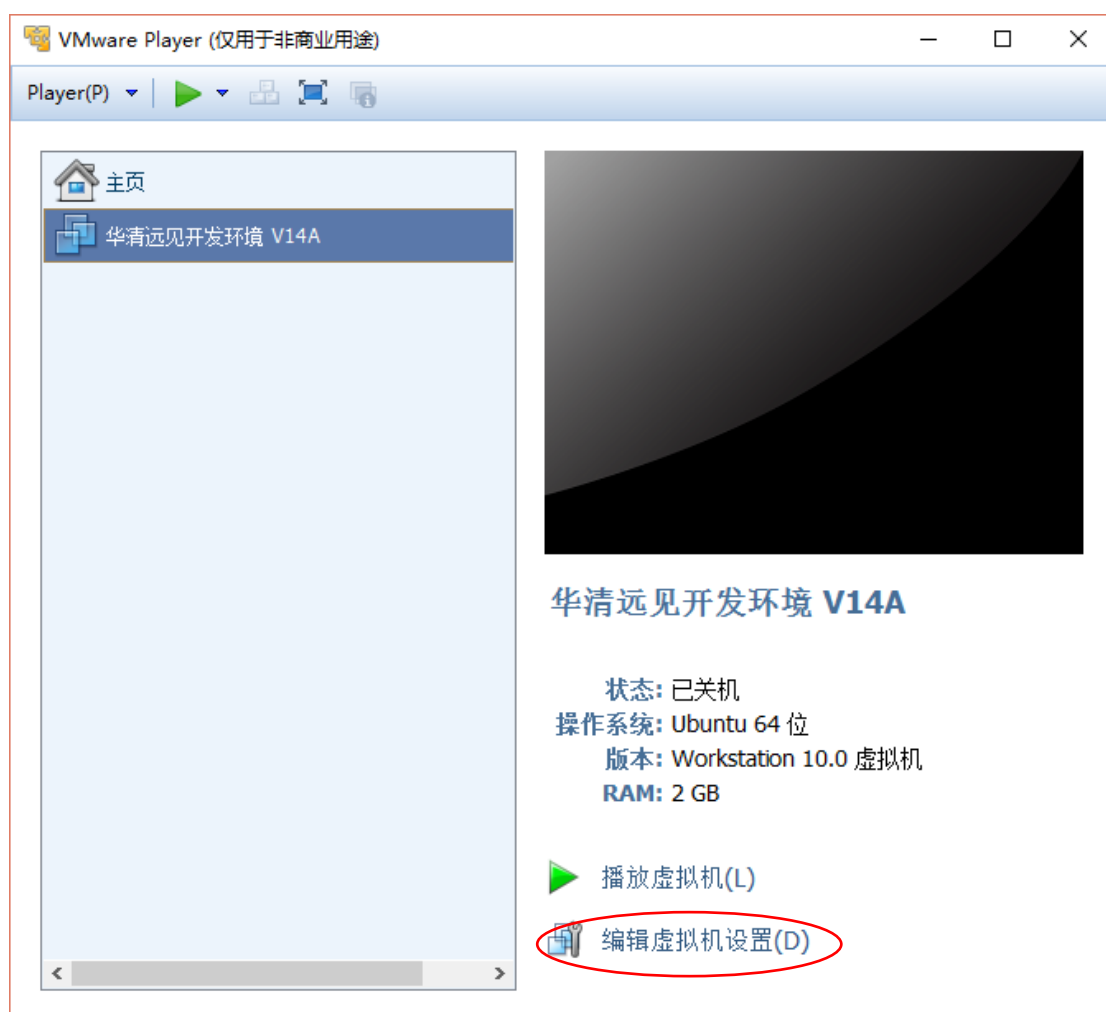 VMware Player (仅用于非商业用途)
Player(P)
主页
华清远见开发环境 V14A
华清远见开发环境 V14A
状态: 已关机
操作系统: Ubuntu 64 位
版本: Workstation 10.0 虚拟机
RAM: 2 GB
播放虚拟机(L)
编辑虚拟机设置(D)